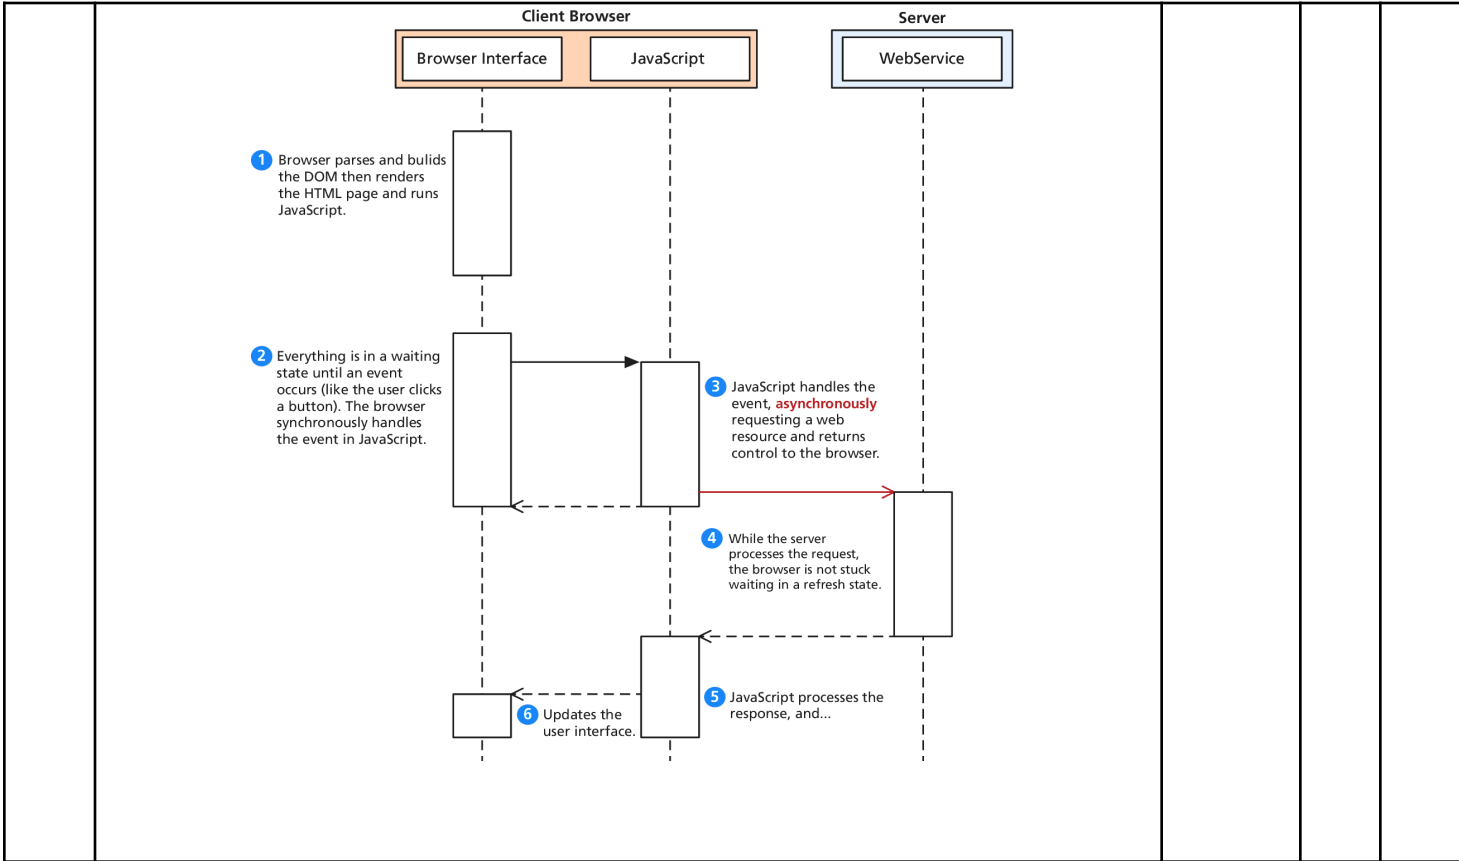 Client Browser
Server
Browser Interface
JavaScript
WebService
1 Browser parses and bulids
the DOM then renders
the HTML page and runs
JavaScript.
2 Everything is in a waiting
state until an event
occurs (like the user clicks
a button). The browser
synchronously handles
the event in JavaScript.
3 JavaScript handles the
event, asynchronously
requesting a web
resource and returns
control to the browser.
4 While the server
processes the request,
the browser is not stuck
waiting in a refresh state.
5 JavaScript processes the
response, and...
6 Updates the
user interface.